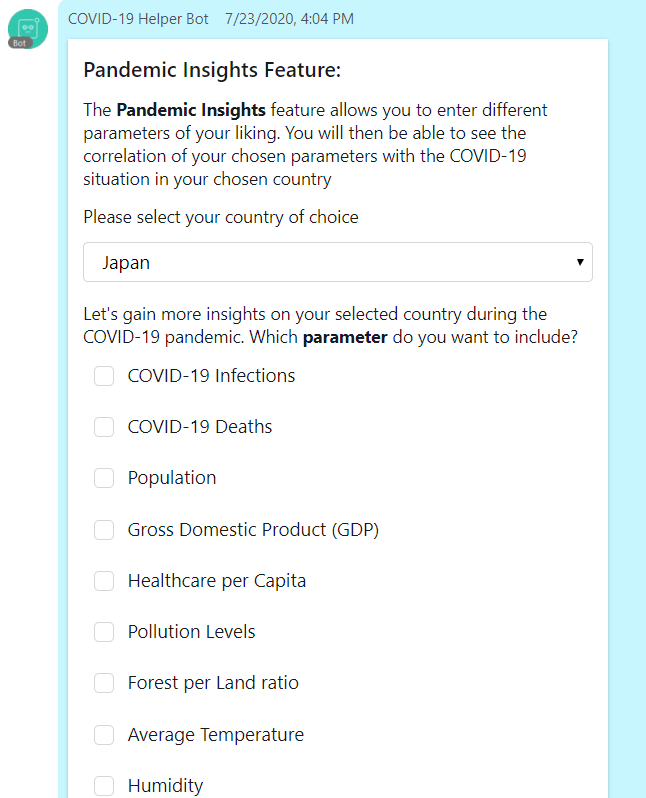 COVID-19 Helper Bot 7/23/2020, 4:04 PM
Bot
Pandemic Insights Feature:
The Pandemic Insights feature allows you to enter different
parameters of your liking. You will then be able to see the
correlation of your chosen parameters with the COVID-19
situation in your chosen country
Please select your country of choice
Japan
Let's gain more insights on your selected country during the
COVID-19 pandemic. Which parameter do you want to include?
COVID-19 Infections
COVID-19 Deaths
Population
Gross Domestic Product (GDP)
Healthcare per Capita
Pollution Levels
Forest per Land ratio
Average Temperature
Humidity